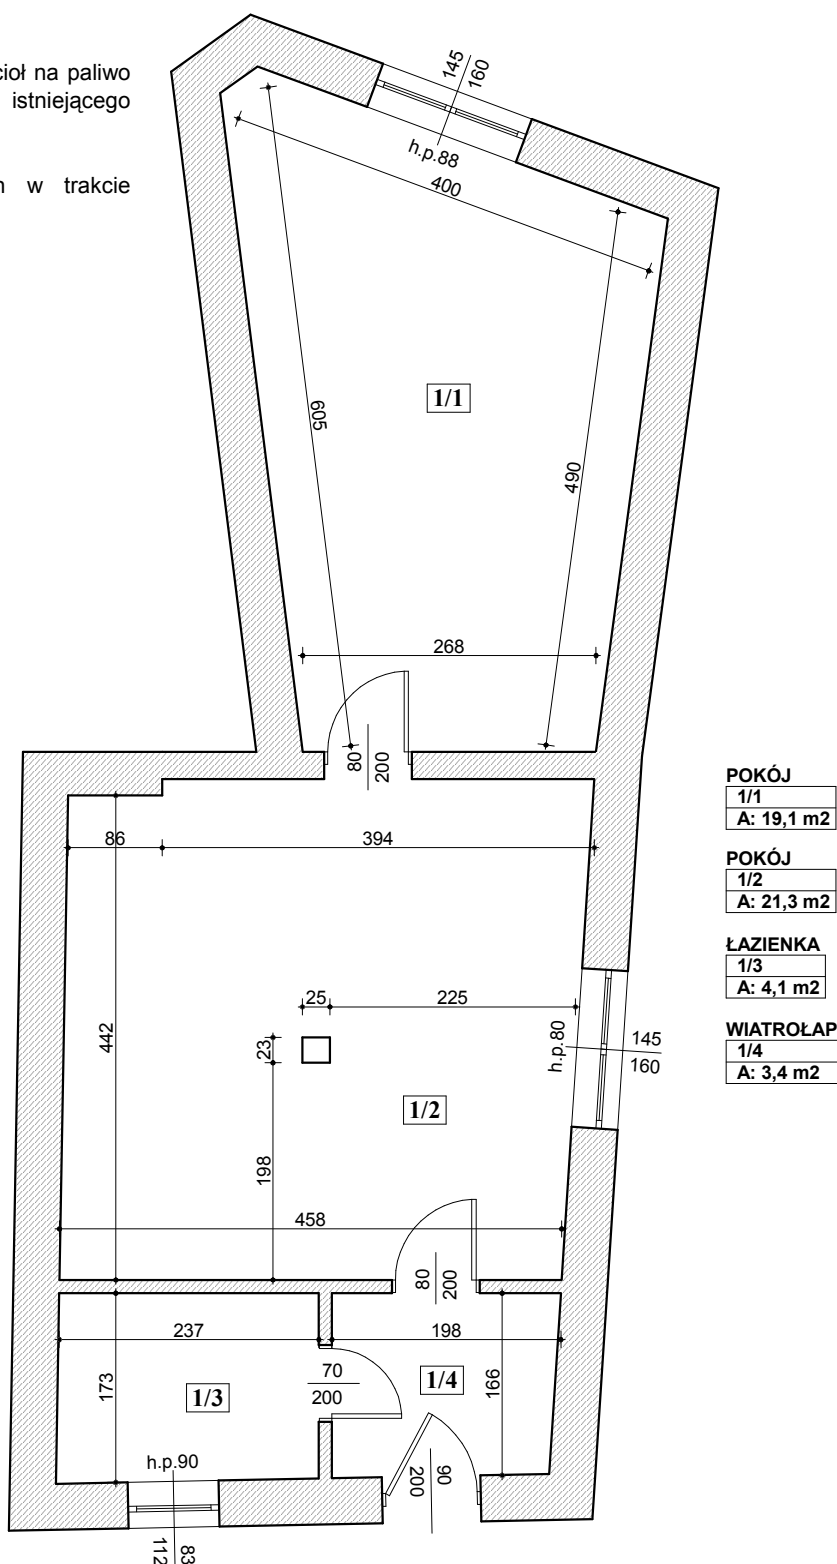 cioł na paliwo
istniejącego
w trakcie
145
160
h.p.88
400
605
1/1
490
268
80
200
86
394
442
25
225
23
h.p.80
145
160
1/2
198
458
80
200
237
198
173
1/3
70
200
1/4
166
h.p.90
200
90
112
83
POKÓJ
1/1
A: 19,1 m2
POKÓJ
1/2
A: 21,3 m2
ŁAZIENKA
1/3
A: 4,1 m2
WIATROŁAP
1/4
A: 3,4 m2